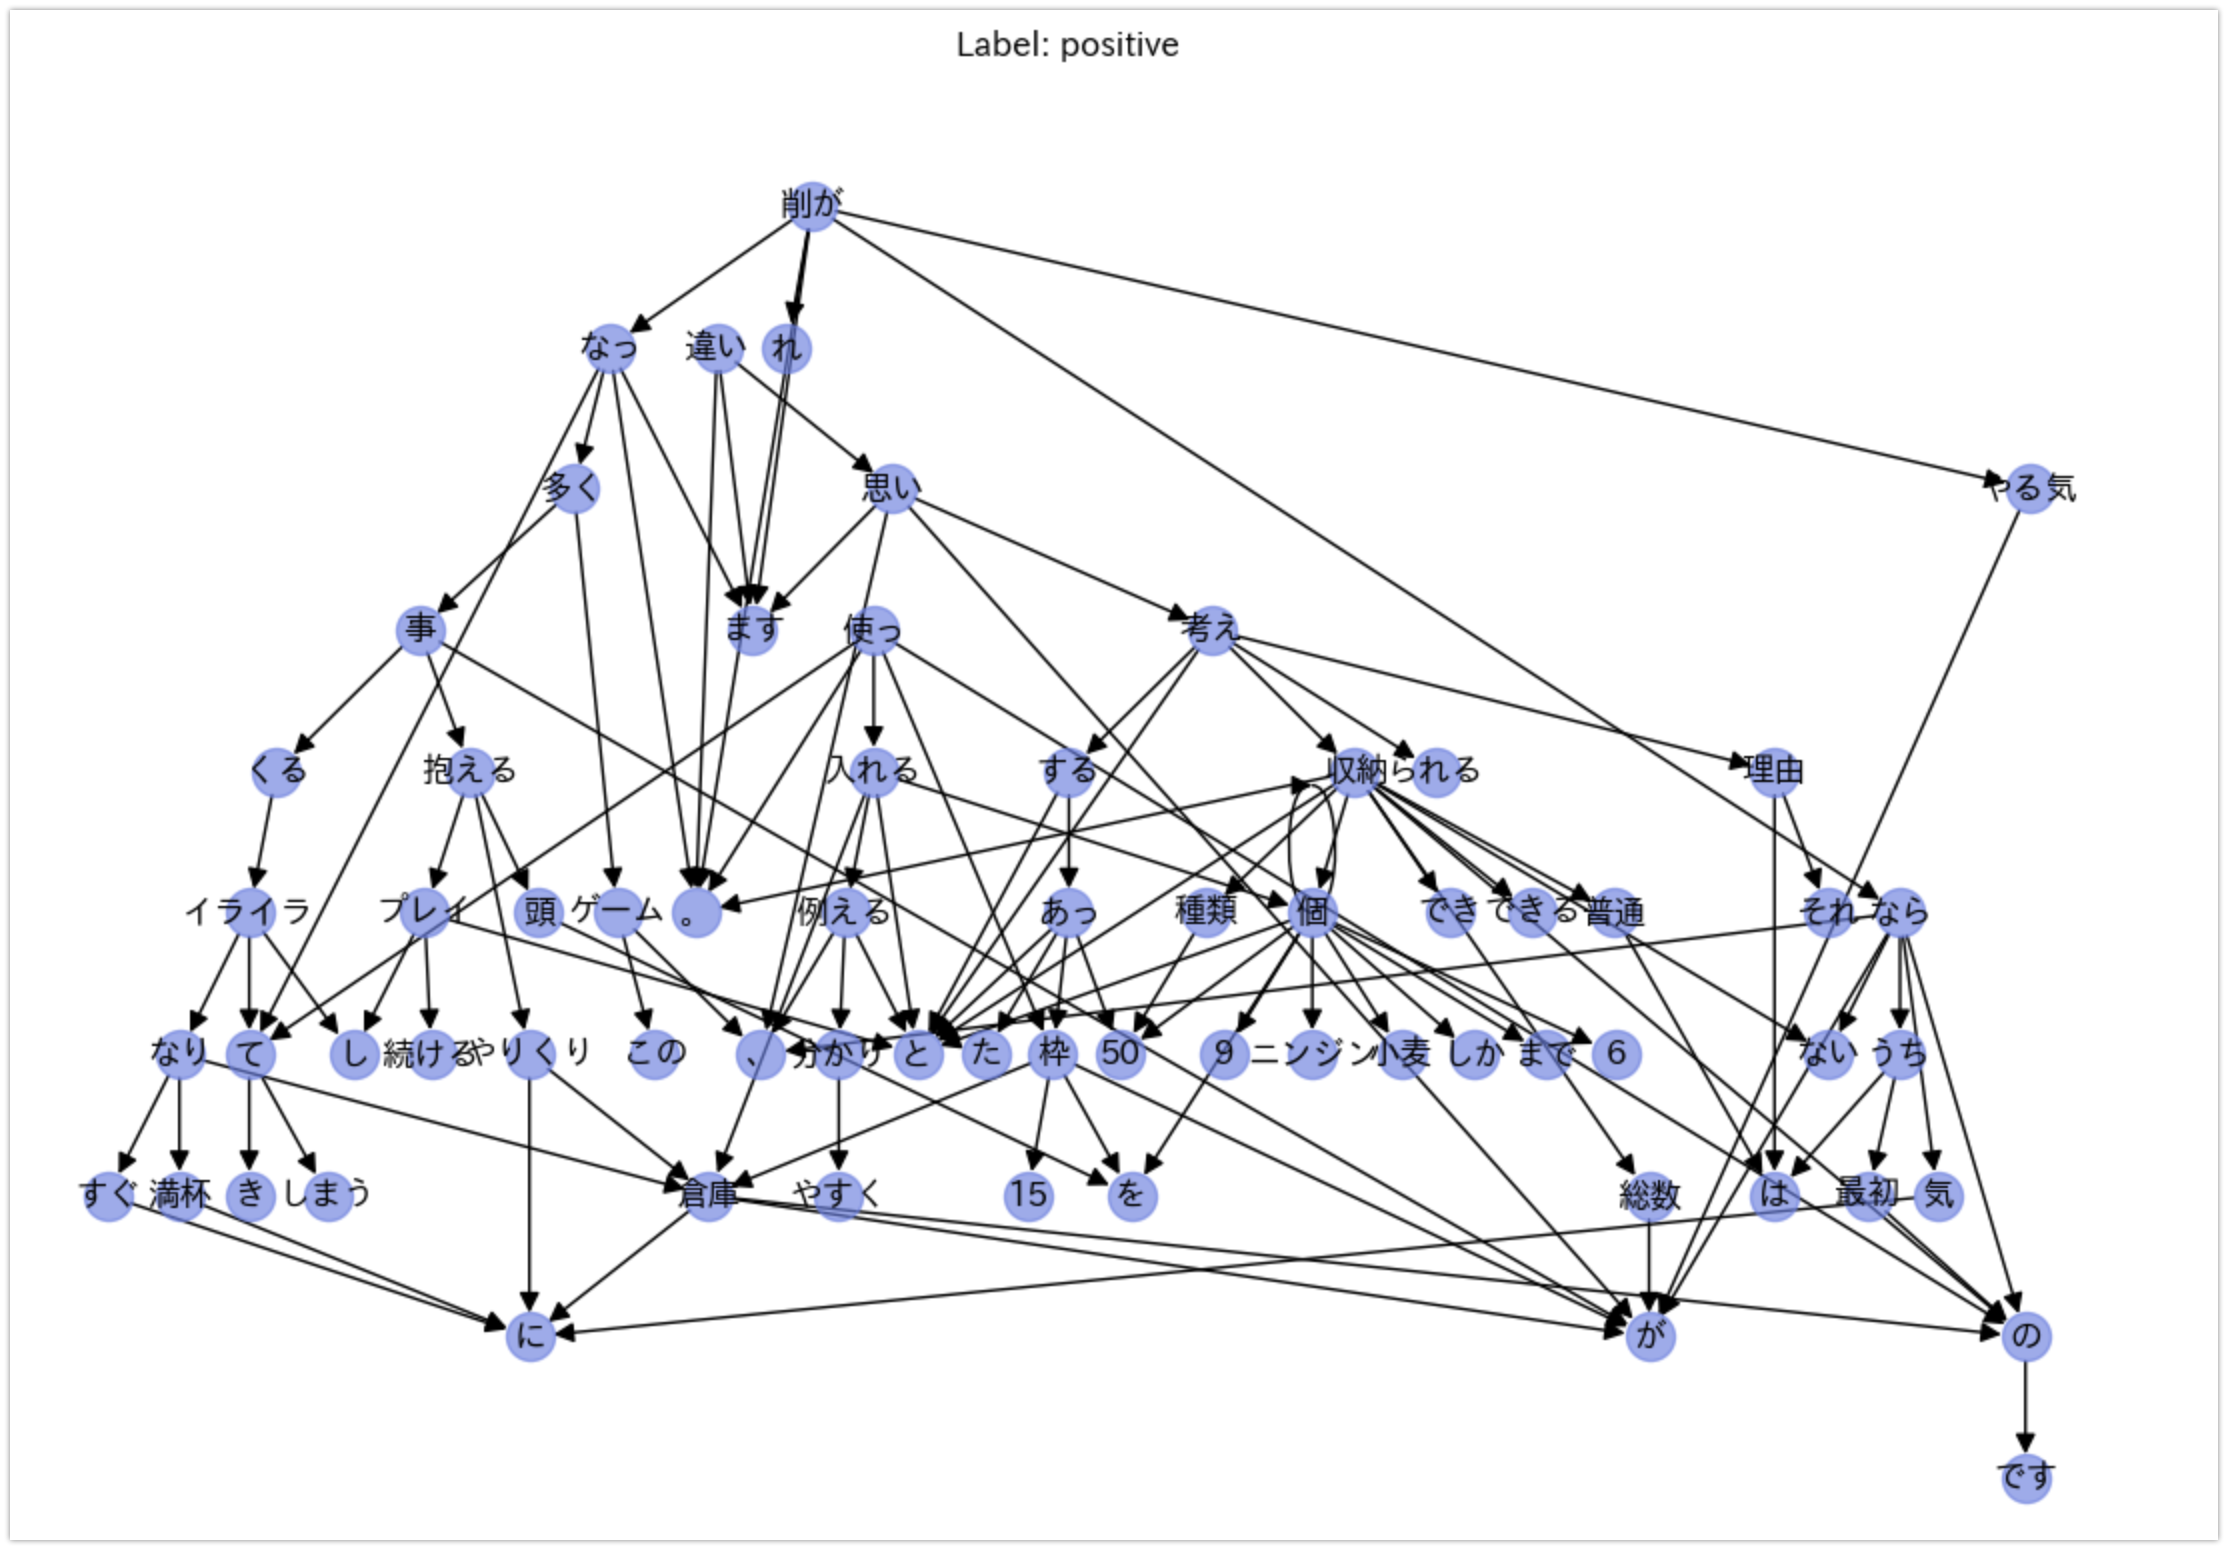 Label: positive
削が
なっ
違い
れ
多く
思い
やる気
事
ます
使っ
考え
くる
抱える
入れる
する
収納
られる
理由
イライラ
プレイ
頭
ゲーム
。
例える
あっ
種類
個
でき
できる
普通
それ
なら
なり
て
し
続ける
やりくり
この
、
分かり
と
た
枠
50
9
ニンジン
小麦
しか
まで
6
ない
うち
すぐ
満杯
き
しまう
倉庫
やすく
15
を
総数
は
最初
気
に
が
の
です